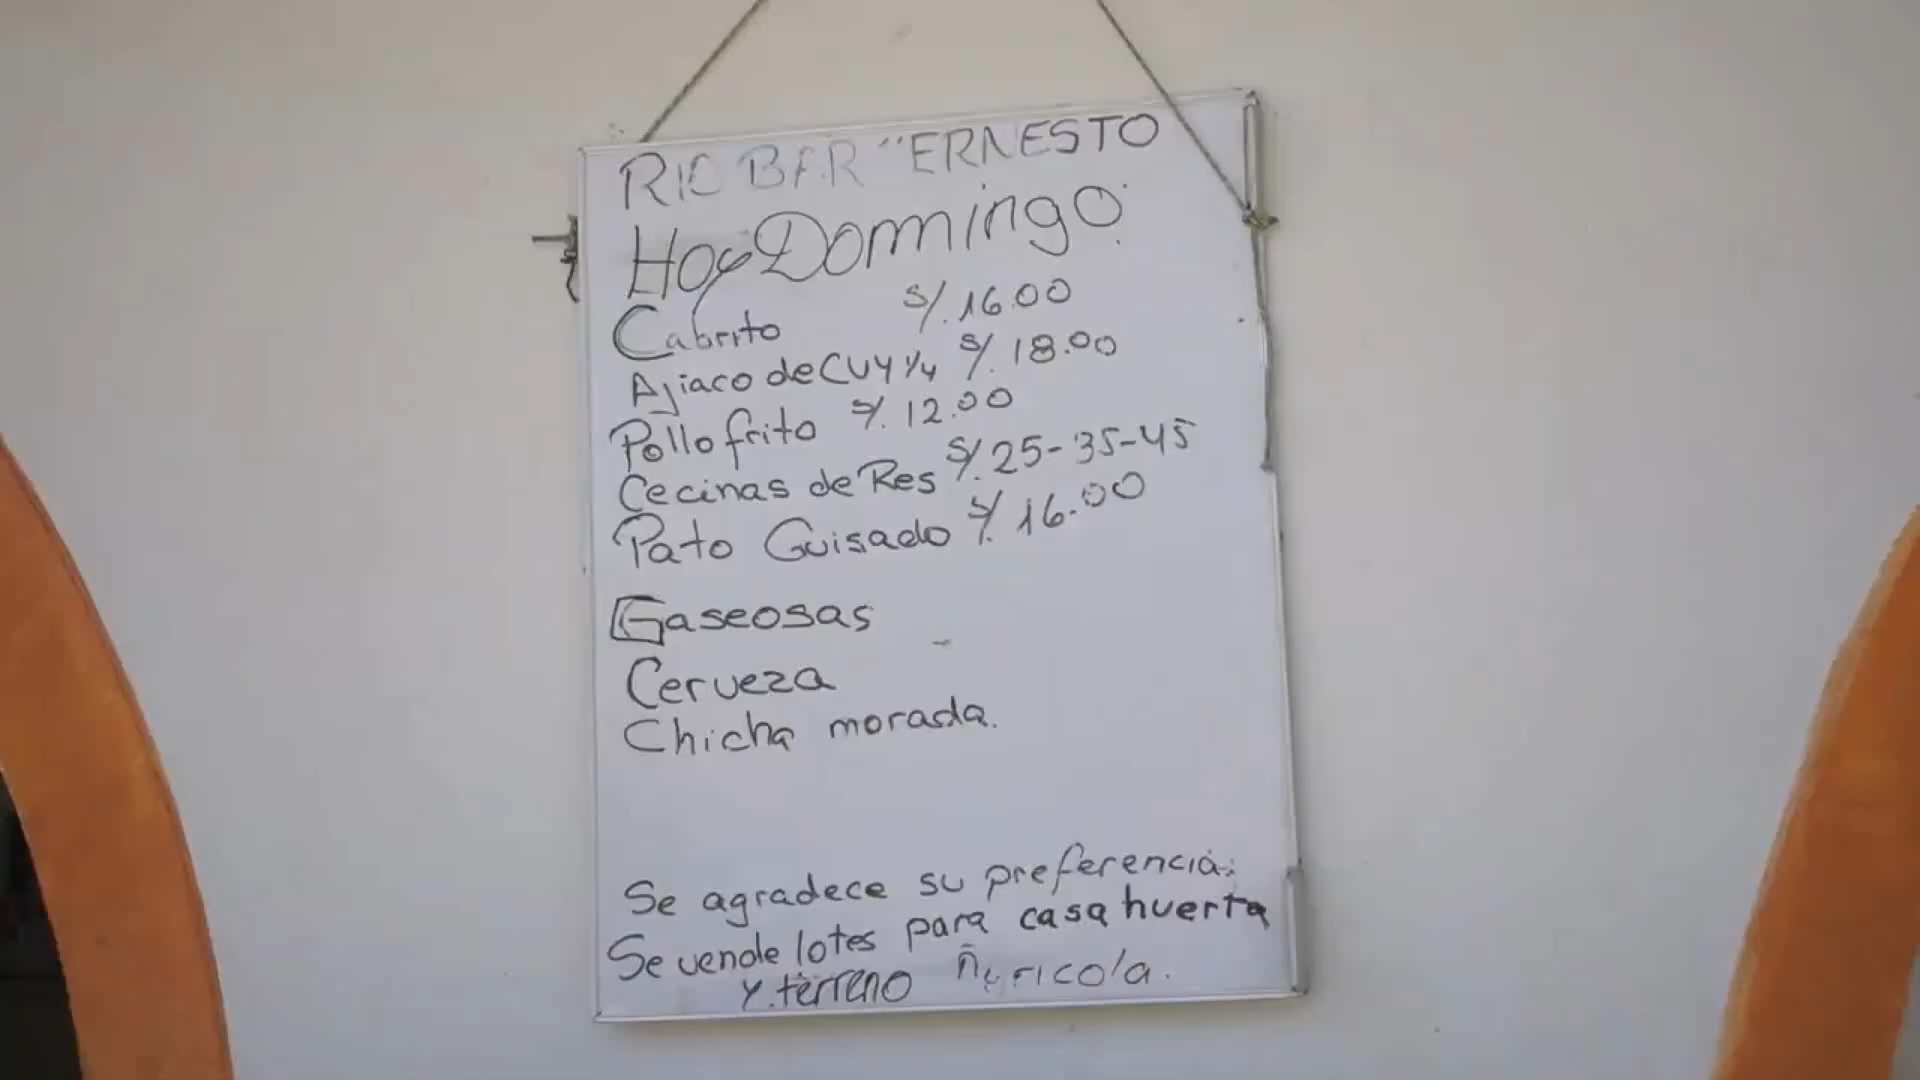 RIO BAR "ERNESTO
Hoy Domingo
Cabrito S/. 16.00
Ajiaco de CUY 1/4 S/. 18.00
Pollo frito S/. 12.00
Cecinas de Res S/. 25-35-45
Pato Guisado S/. 16.00
Gaseosas
Cerveza
Chicha morada.
Se agradece su preferencia.
Se vende lotes para casa huerta
y terreno